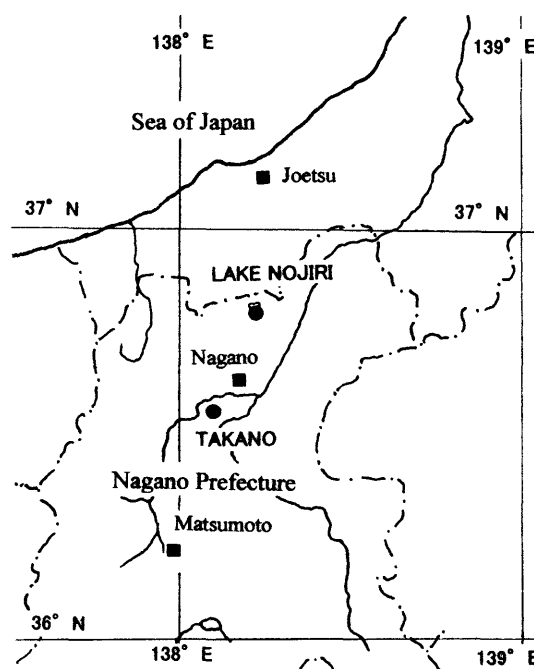 138° E
139° E
Sea of Japan
Joetsu
37° N
37° N
LAKE NOJIRI
Nagano
TAKANO
Nagano Prefecture
Matsumoto
36° N
138° E
139° E